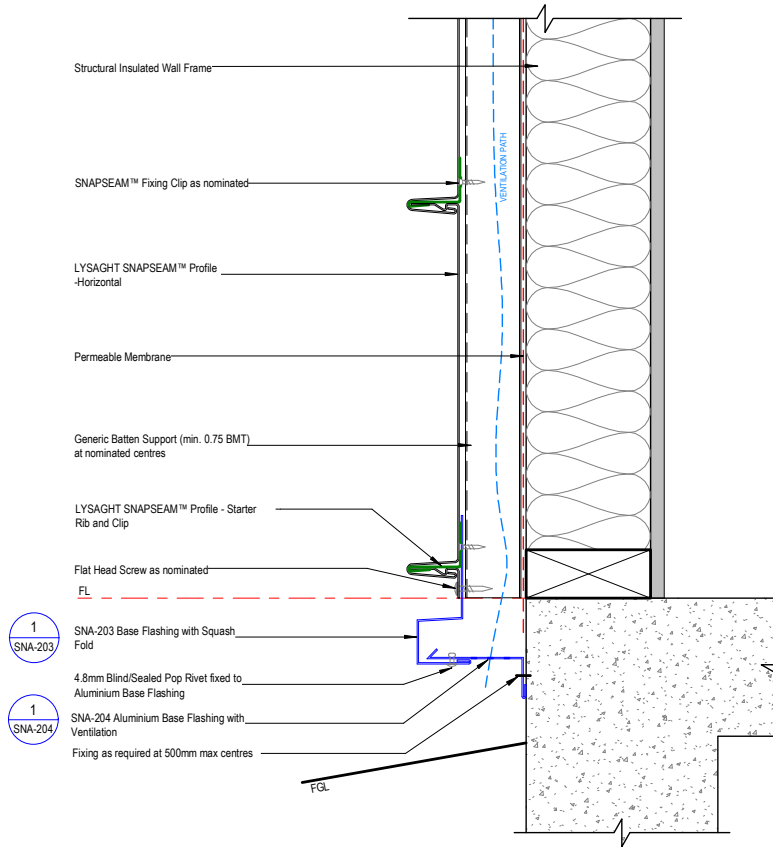 Structural Insulated Wall Frame
VENTILATION PATH
SNAPSEAM™ Fixing Clip as nominated
LYSAGHT SNAPSEAM™ Profile
-Horizontal
Permeable Membrane
Generic Batten Support (min. 0.75 BMT)
at nominated centres
LYSAGHT SNAPSEAM™ Profile - Starter
Rib and Clip
Flat Head Screw as nominated
FL
1
SNA-203
SNA-203 Base Flashing with Squash
Fold
4.8mm Blind/Sealed Pop Rivet fixed to
Aluminium Base Flashing
1
SNA-204
SNA-204 Aluminium Base Flashing with
Ventilation
Fixing as required at 500mm max centres
FGL